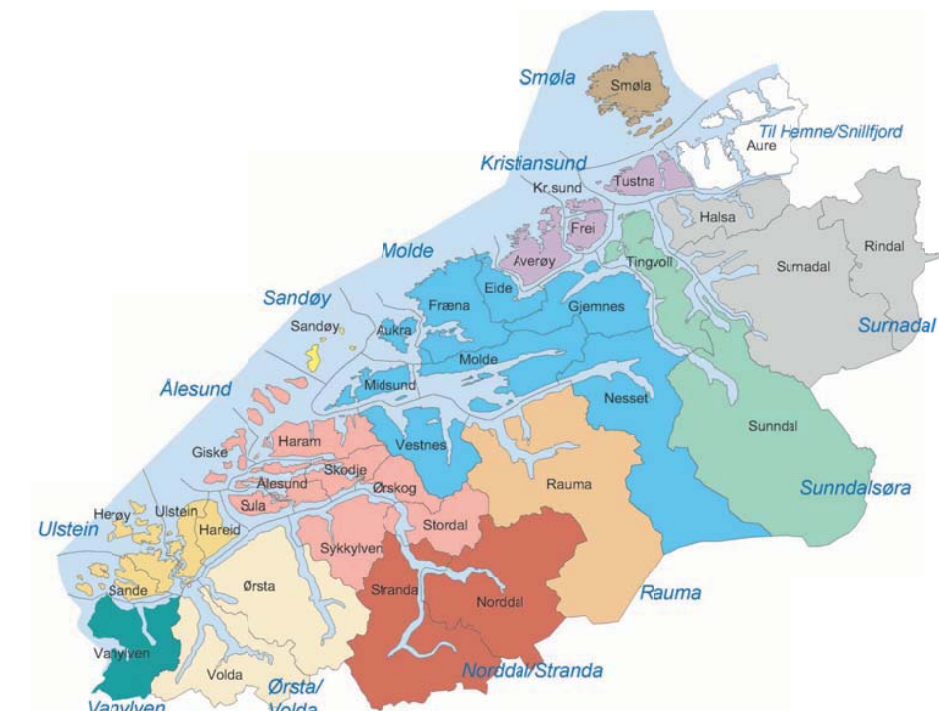 Smøla
Smøla
Til Hemne/Snillfjord
Aure
Kristiansund
Tustna
Kr.sund
Halsa
Frei
Rindal
Averøy
Tingvoll
Surnadal
Molde
Eide
Fræna
Gjemnes
Sandøy
Sandøy
Aukra
Surnadal
Molde
Ålesund
Midsund
Nesset
Sunndal
Haram
Vestnes
Giske
Skodje
Ålesund
Ørskog
Rauma
Sunndalsøra
Sula
Herøy
Ulstein
Ulstein
Hareid
Stordal
Sykkylven
Ørsta
Sande
Stranda
Norddal
Rauma
Vanylven
Volda
Norddal/Stranda
Ørsta/
Volda
Vanylven